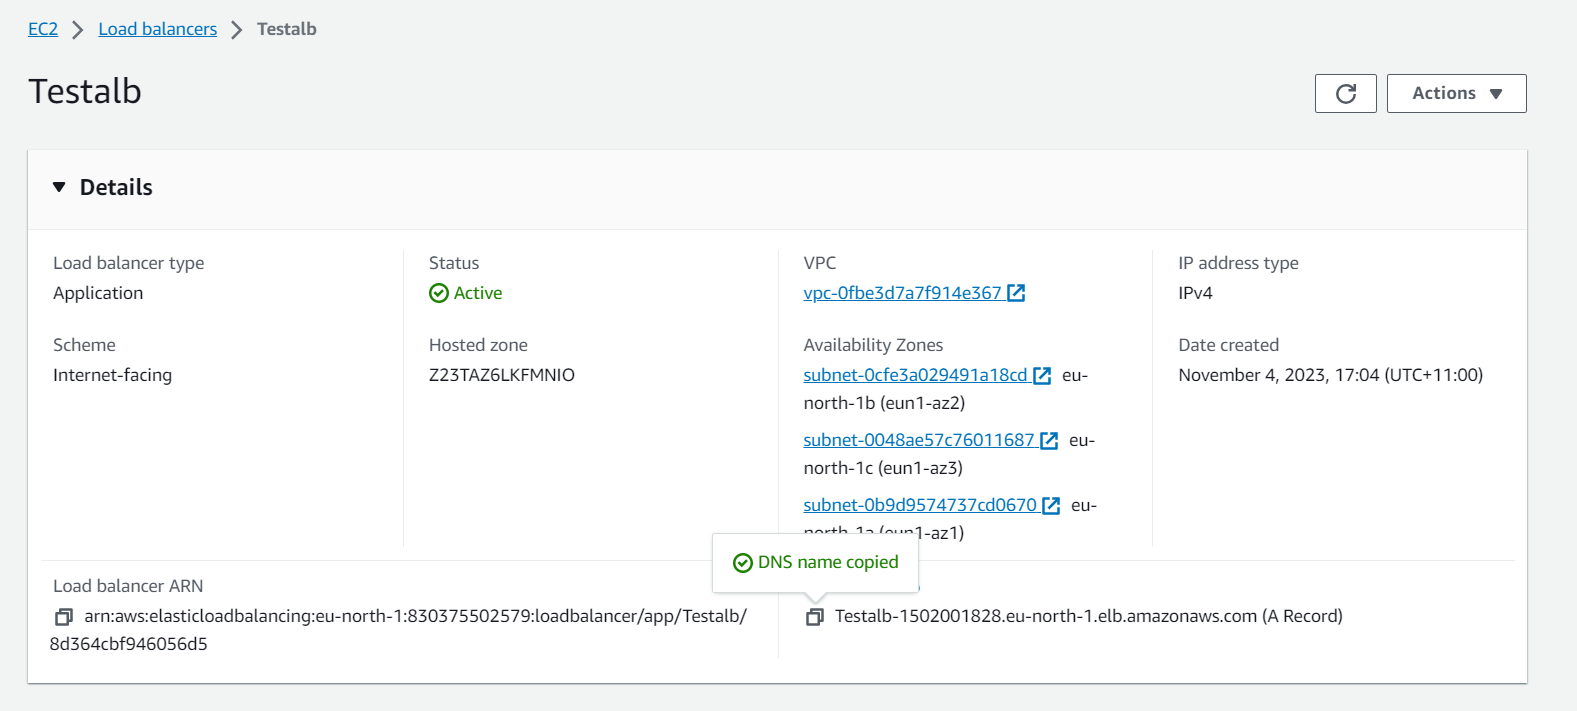 EC2 > Load balancers > Testalb
Testalb
Actions
Details
Load balancer type
Application
Scheme
Internet-facing
Status
Active
Hosted zone
Z23TAZ6LKFMNIO
VPC
vpc-0fbe3d7a7f914e367
Availability Zones
subnet-0cfe3a029491a18cd eu-
north-1b (eun1-az2)
subnet-0048ae57c76011687 eu-
north-1c (eun1-az3)
subnet-0b9d9574737cd0670 eu-
north-1a (eun1-az1)
IP address type
IPv4
Date created
November 4, 2023, 17:04 (UTC+11:00)
Load balancer ARN
arn:aws:elasticloadbalancing:eu-north-1:830375502579:loadbalancer/app/Testalb/
8d364cbf946056d5
DNS name copied
Testalb-1502001828.eu-north-1.elb.amazonaws.com (A Record)